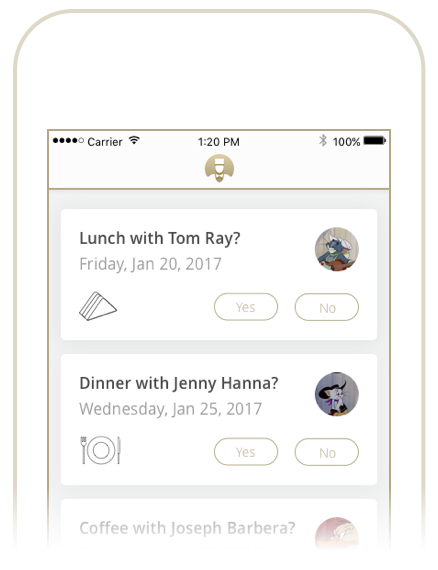 Carrier 1:20 PM 100%
Lunch with Tom Ray?
Friday, Jan 20, 2017
Yes No
Dinner with Jenny Hanna?
Wednesday, Jan 25, 2017
Yes No
Coffee with Joseph Barbera?